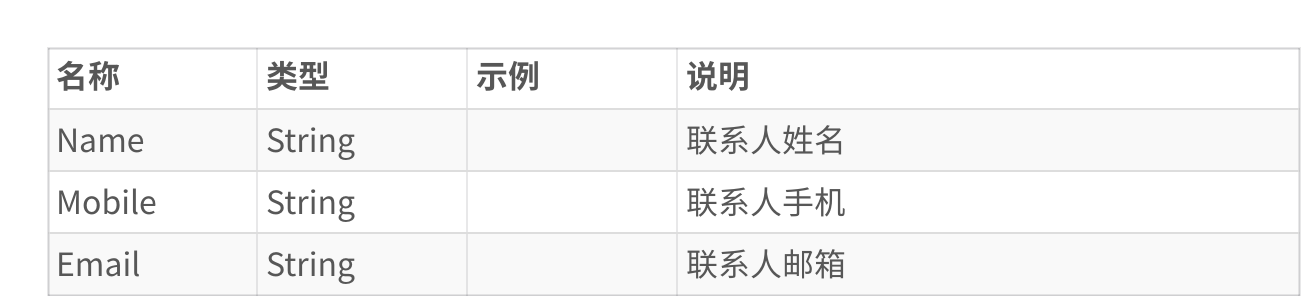 名称 类型 示例 说明
Name String 联系人姓名
Mobile String 联系人手机
Email String 联系人邮箱